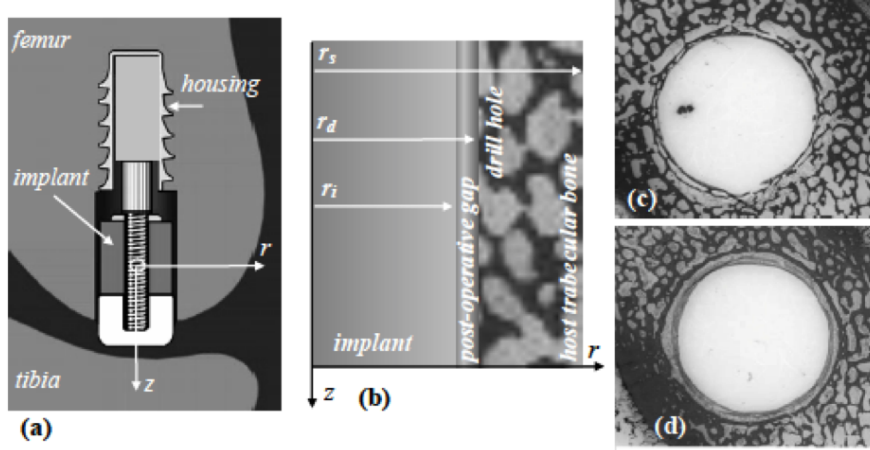 femur
housing
implant
r
tibia
z
(a)
r_s
r_d
r_i
drill hole
post-operative gap
host trabecular bone
implant
r
z
(b)
(c)
(d)